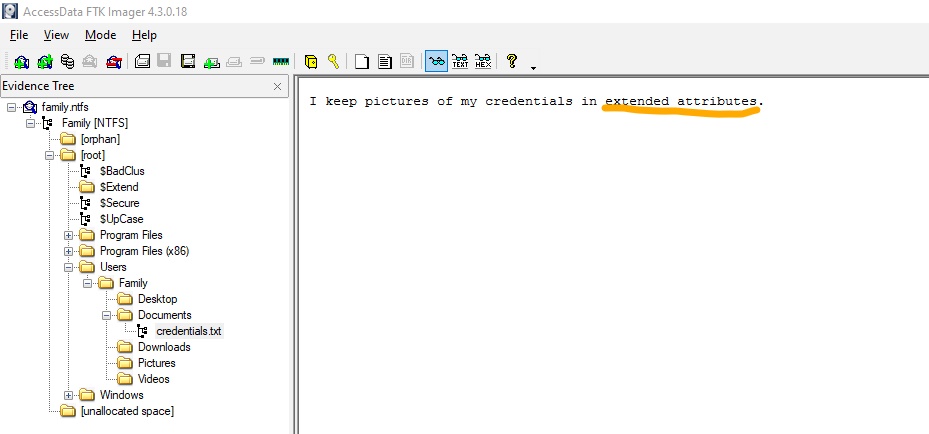 AccessData FTK Imager 4.3.0.18
File View Mode Help
TEXT HEX ?
Evidence Tree
family.ntfs
Family [NTFS]
[orphan]
[root]
$BadClus
$Extend
$Secure
$UpCase
Program Files
Program Files (x86)
Users
Family
Desktop
Documents
credentials.txt
Downloads
Pictures
Videos
Windows
[unallocated space]
I keep pictures of my credentials in extended attributes.